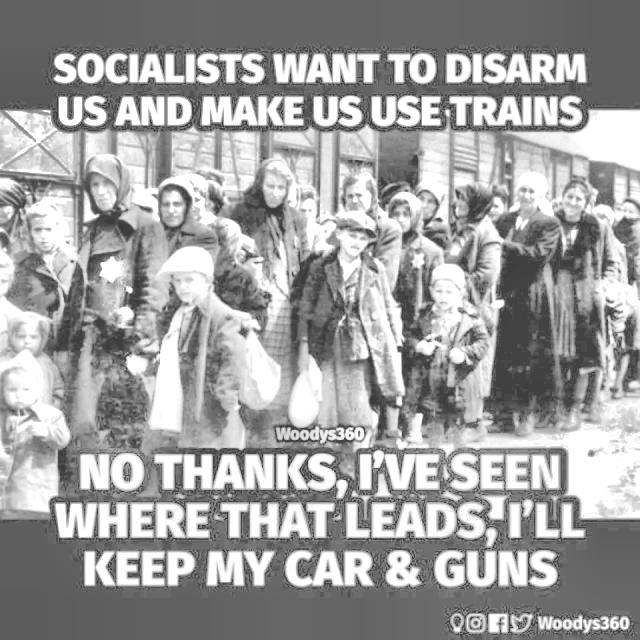 SOCIALISTS WANT TO DISARM
US AND MAKE US USE TRAINS
Woodys360
NO THANKS, I'VE SEEN
WHERE THAT LEADS, I'LL
KEEP MY CAR & GUNS
Woodys360